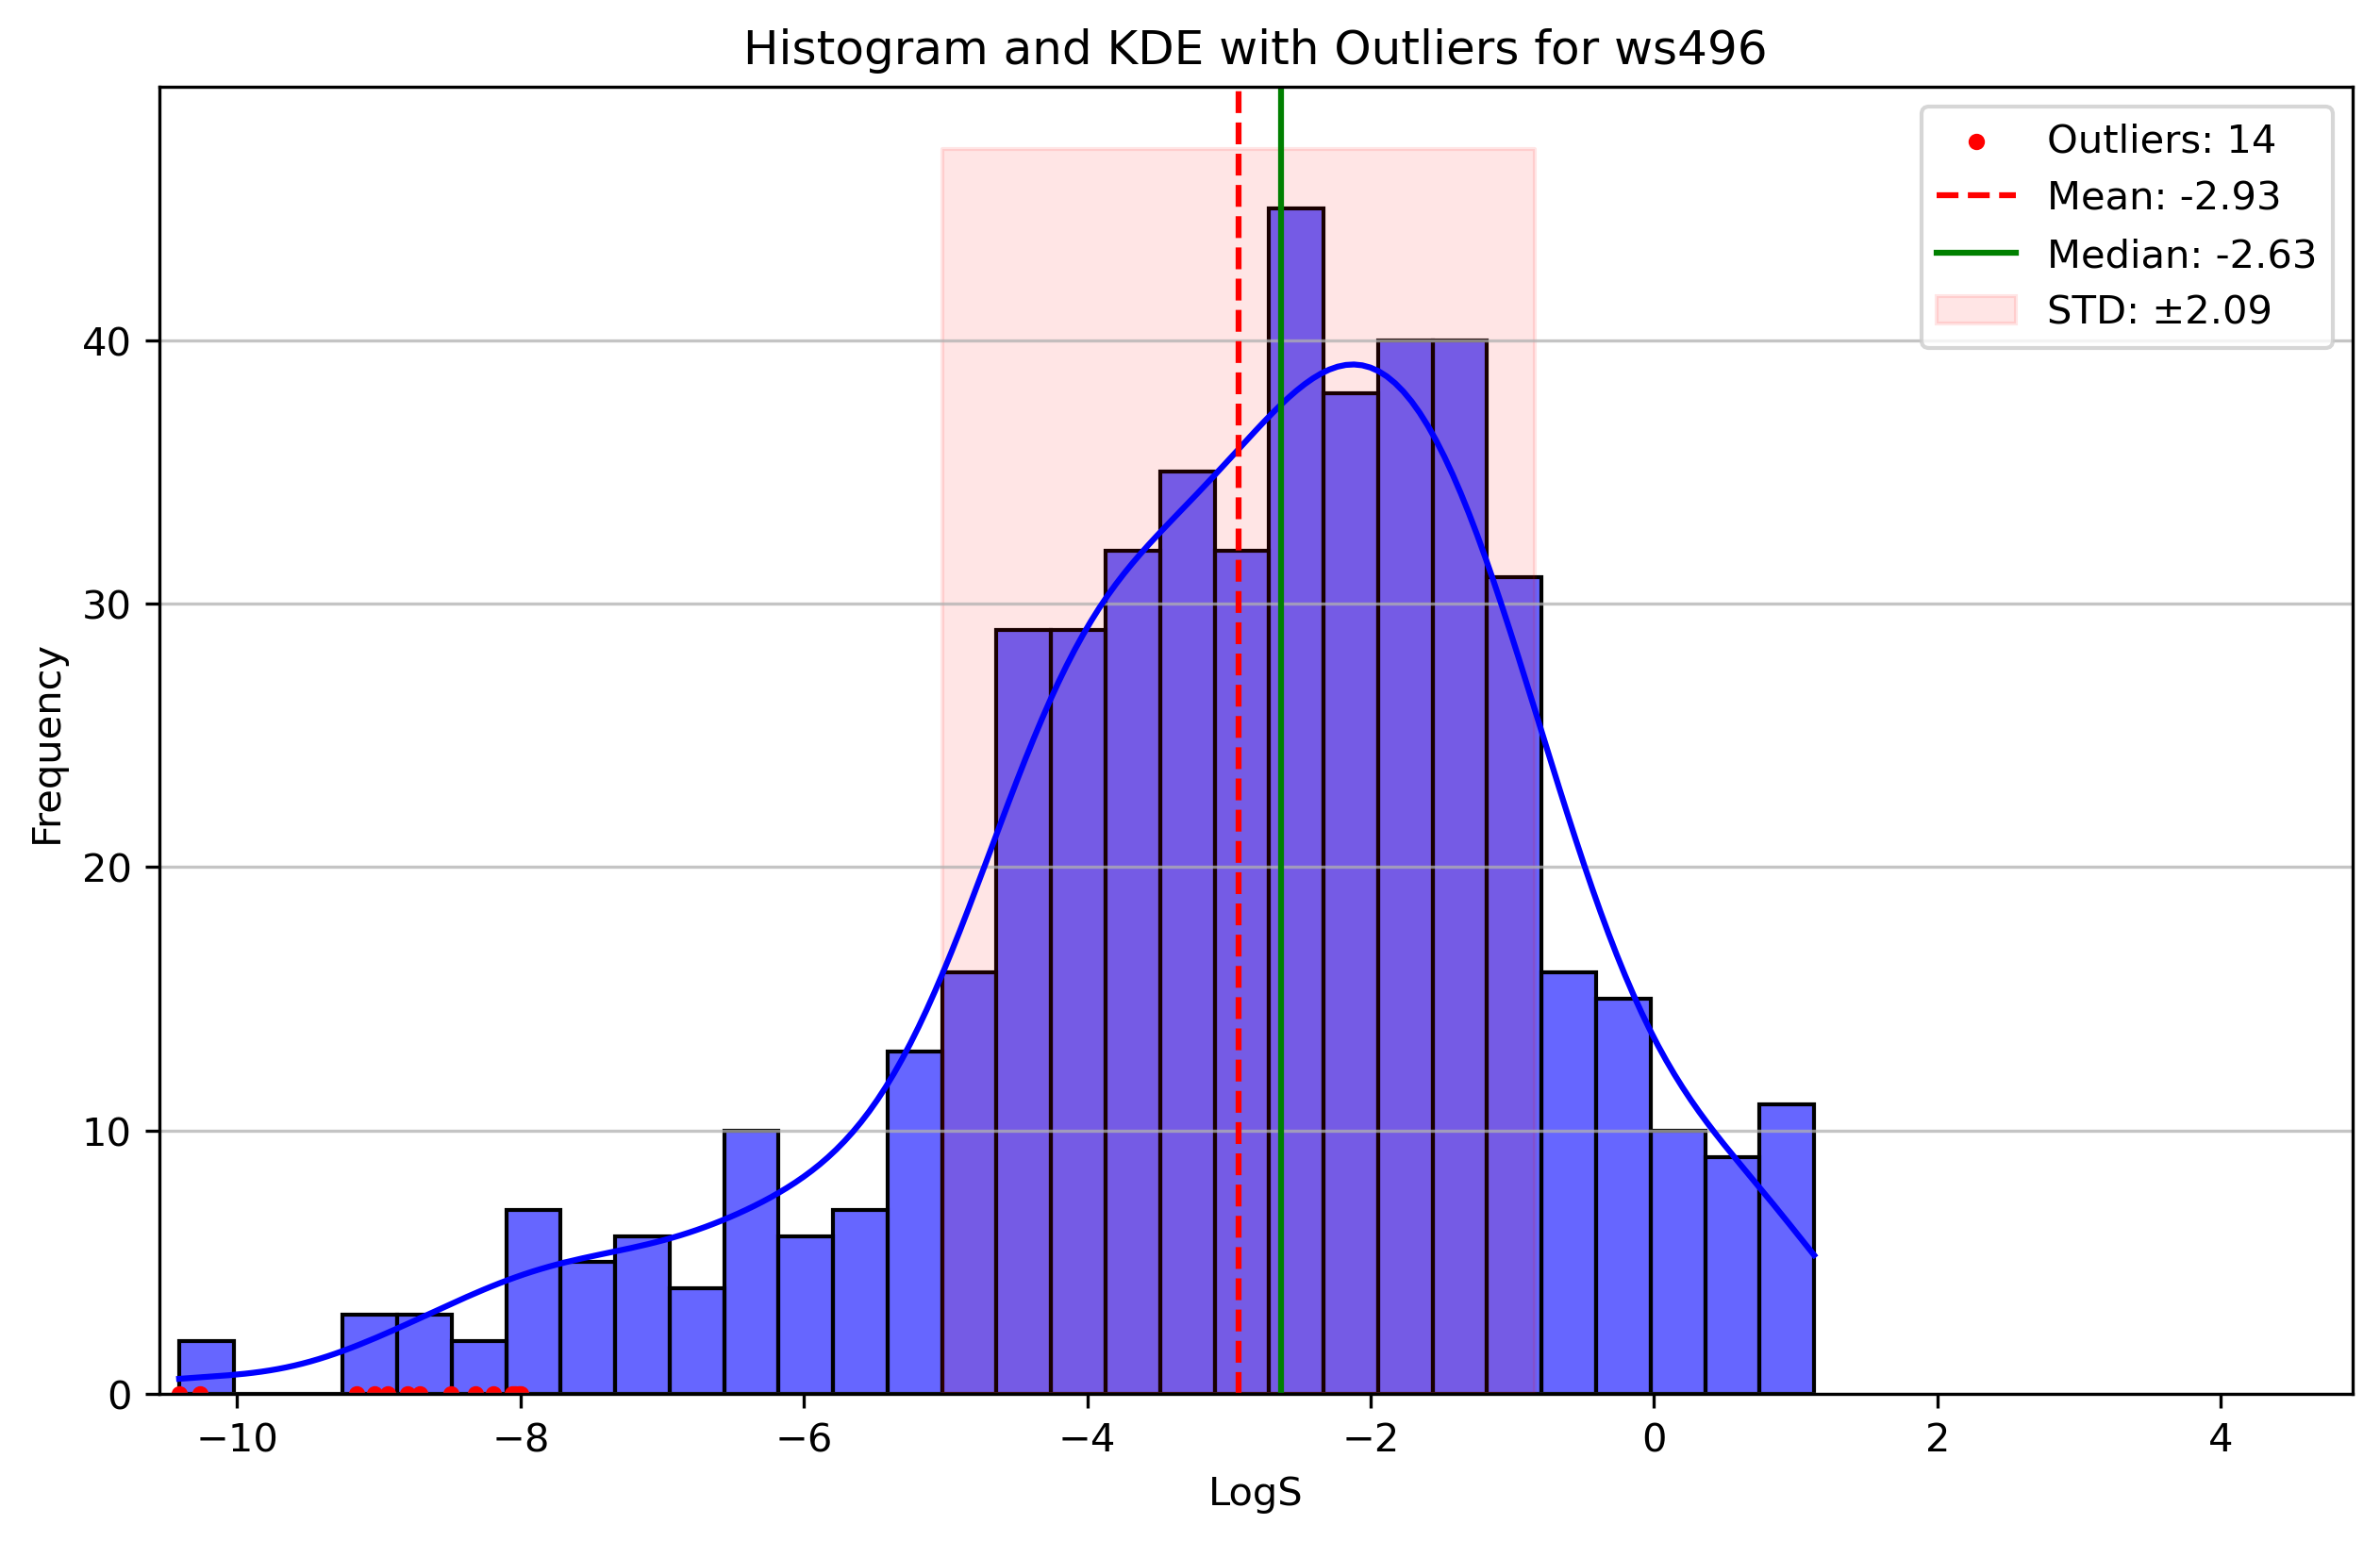 Histogram and KDE with Outliers for ws496
Outliers: 14
Mean: -2.93
Median: -2.63
STD: ±2.09
Frequency
40
30
20
10
0
−10 −8 −6 −4 −2 0 2 4
LogS